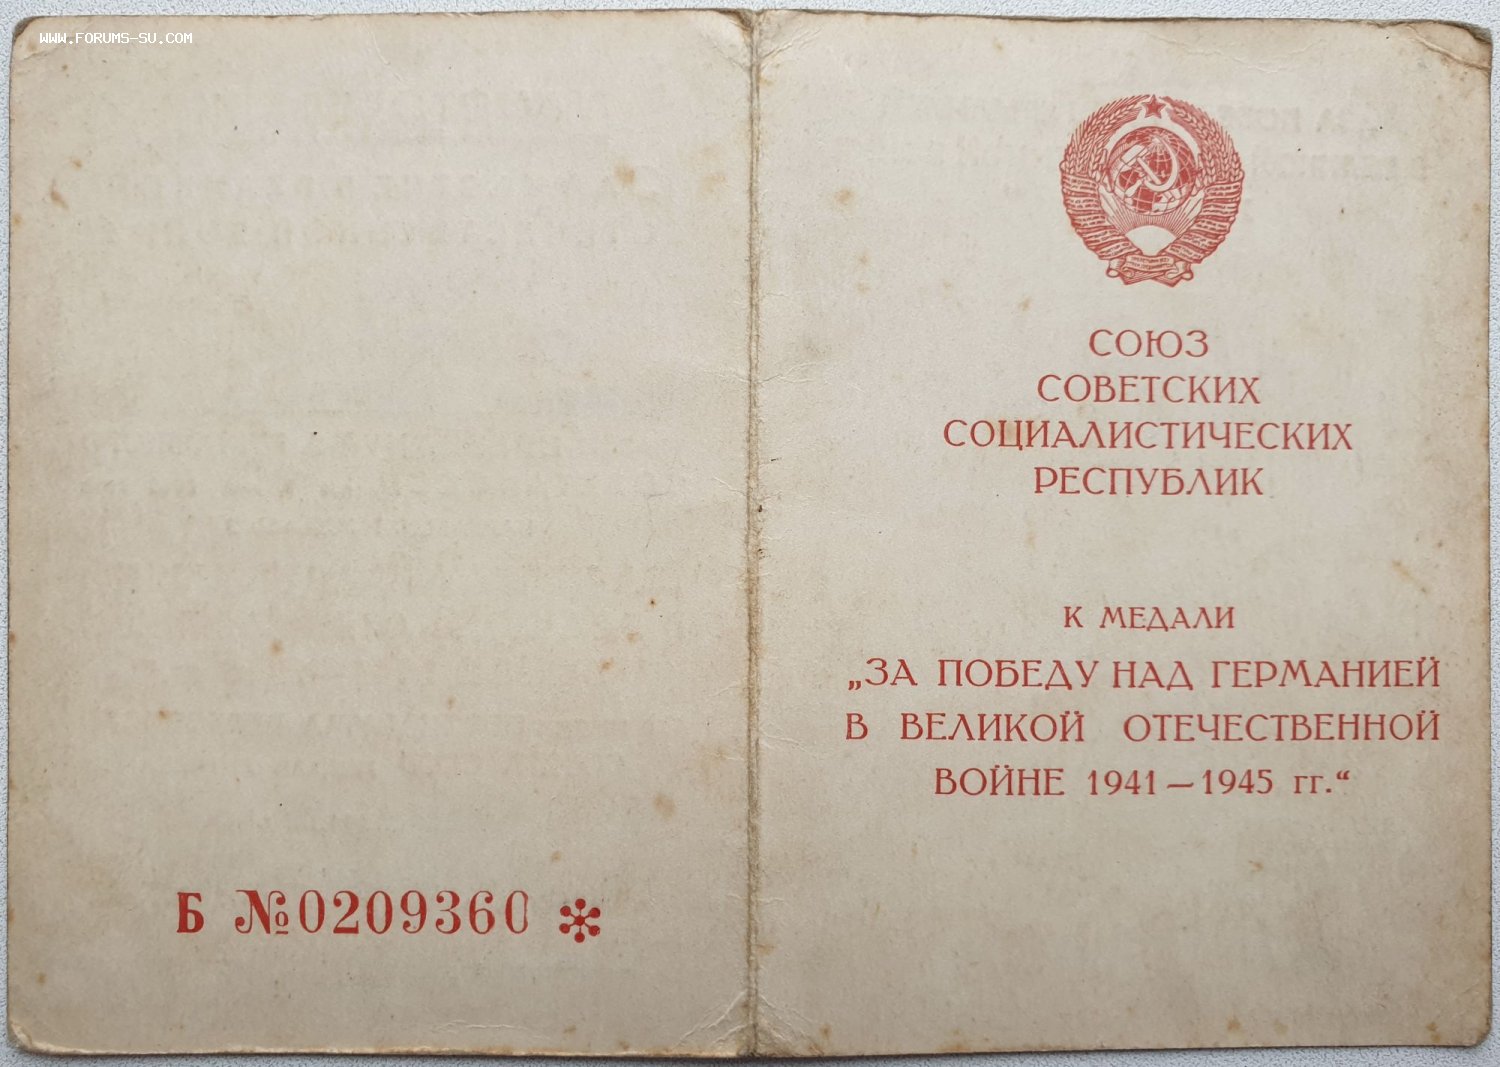 www.forums-su.com
СОЮЗ
СОВЕТСКИХ
СОЦИАЛИСТИЧЕСКИХ
РЕСПУБЛИК
К МЕДАЛИ
„ЗА ПОБЕДУ НАД ГЕРМАНИЕЙ
В ВЕЛИКОЙ ОТЕЧЕСТВЕННОЙ
ВОЙНЕ 1941—1945 гг.“
Б №0209360